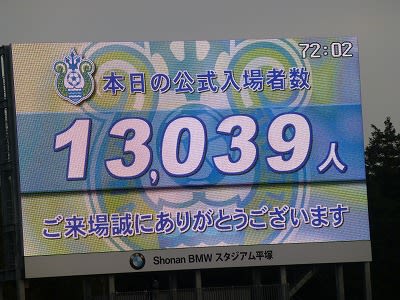 72:02
本日の公式入場者数
13,039人
ご来場誠にありがとうございます
Shonan BMW スタジアム平塚